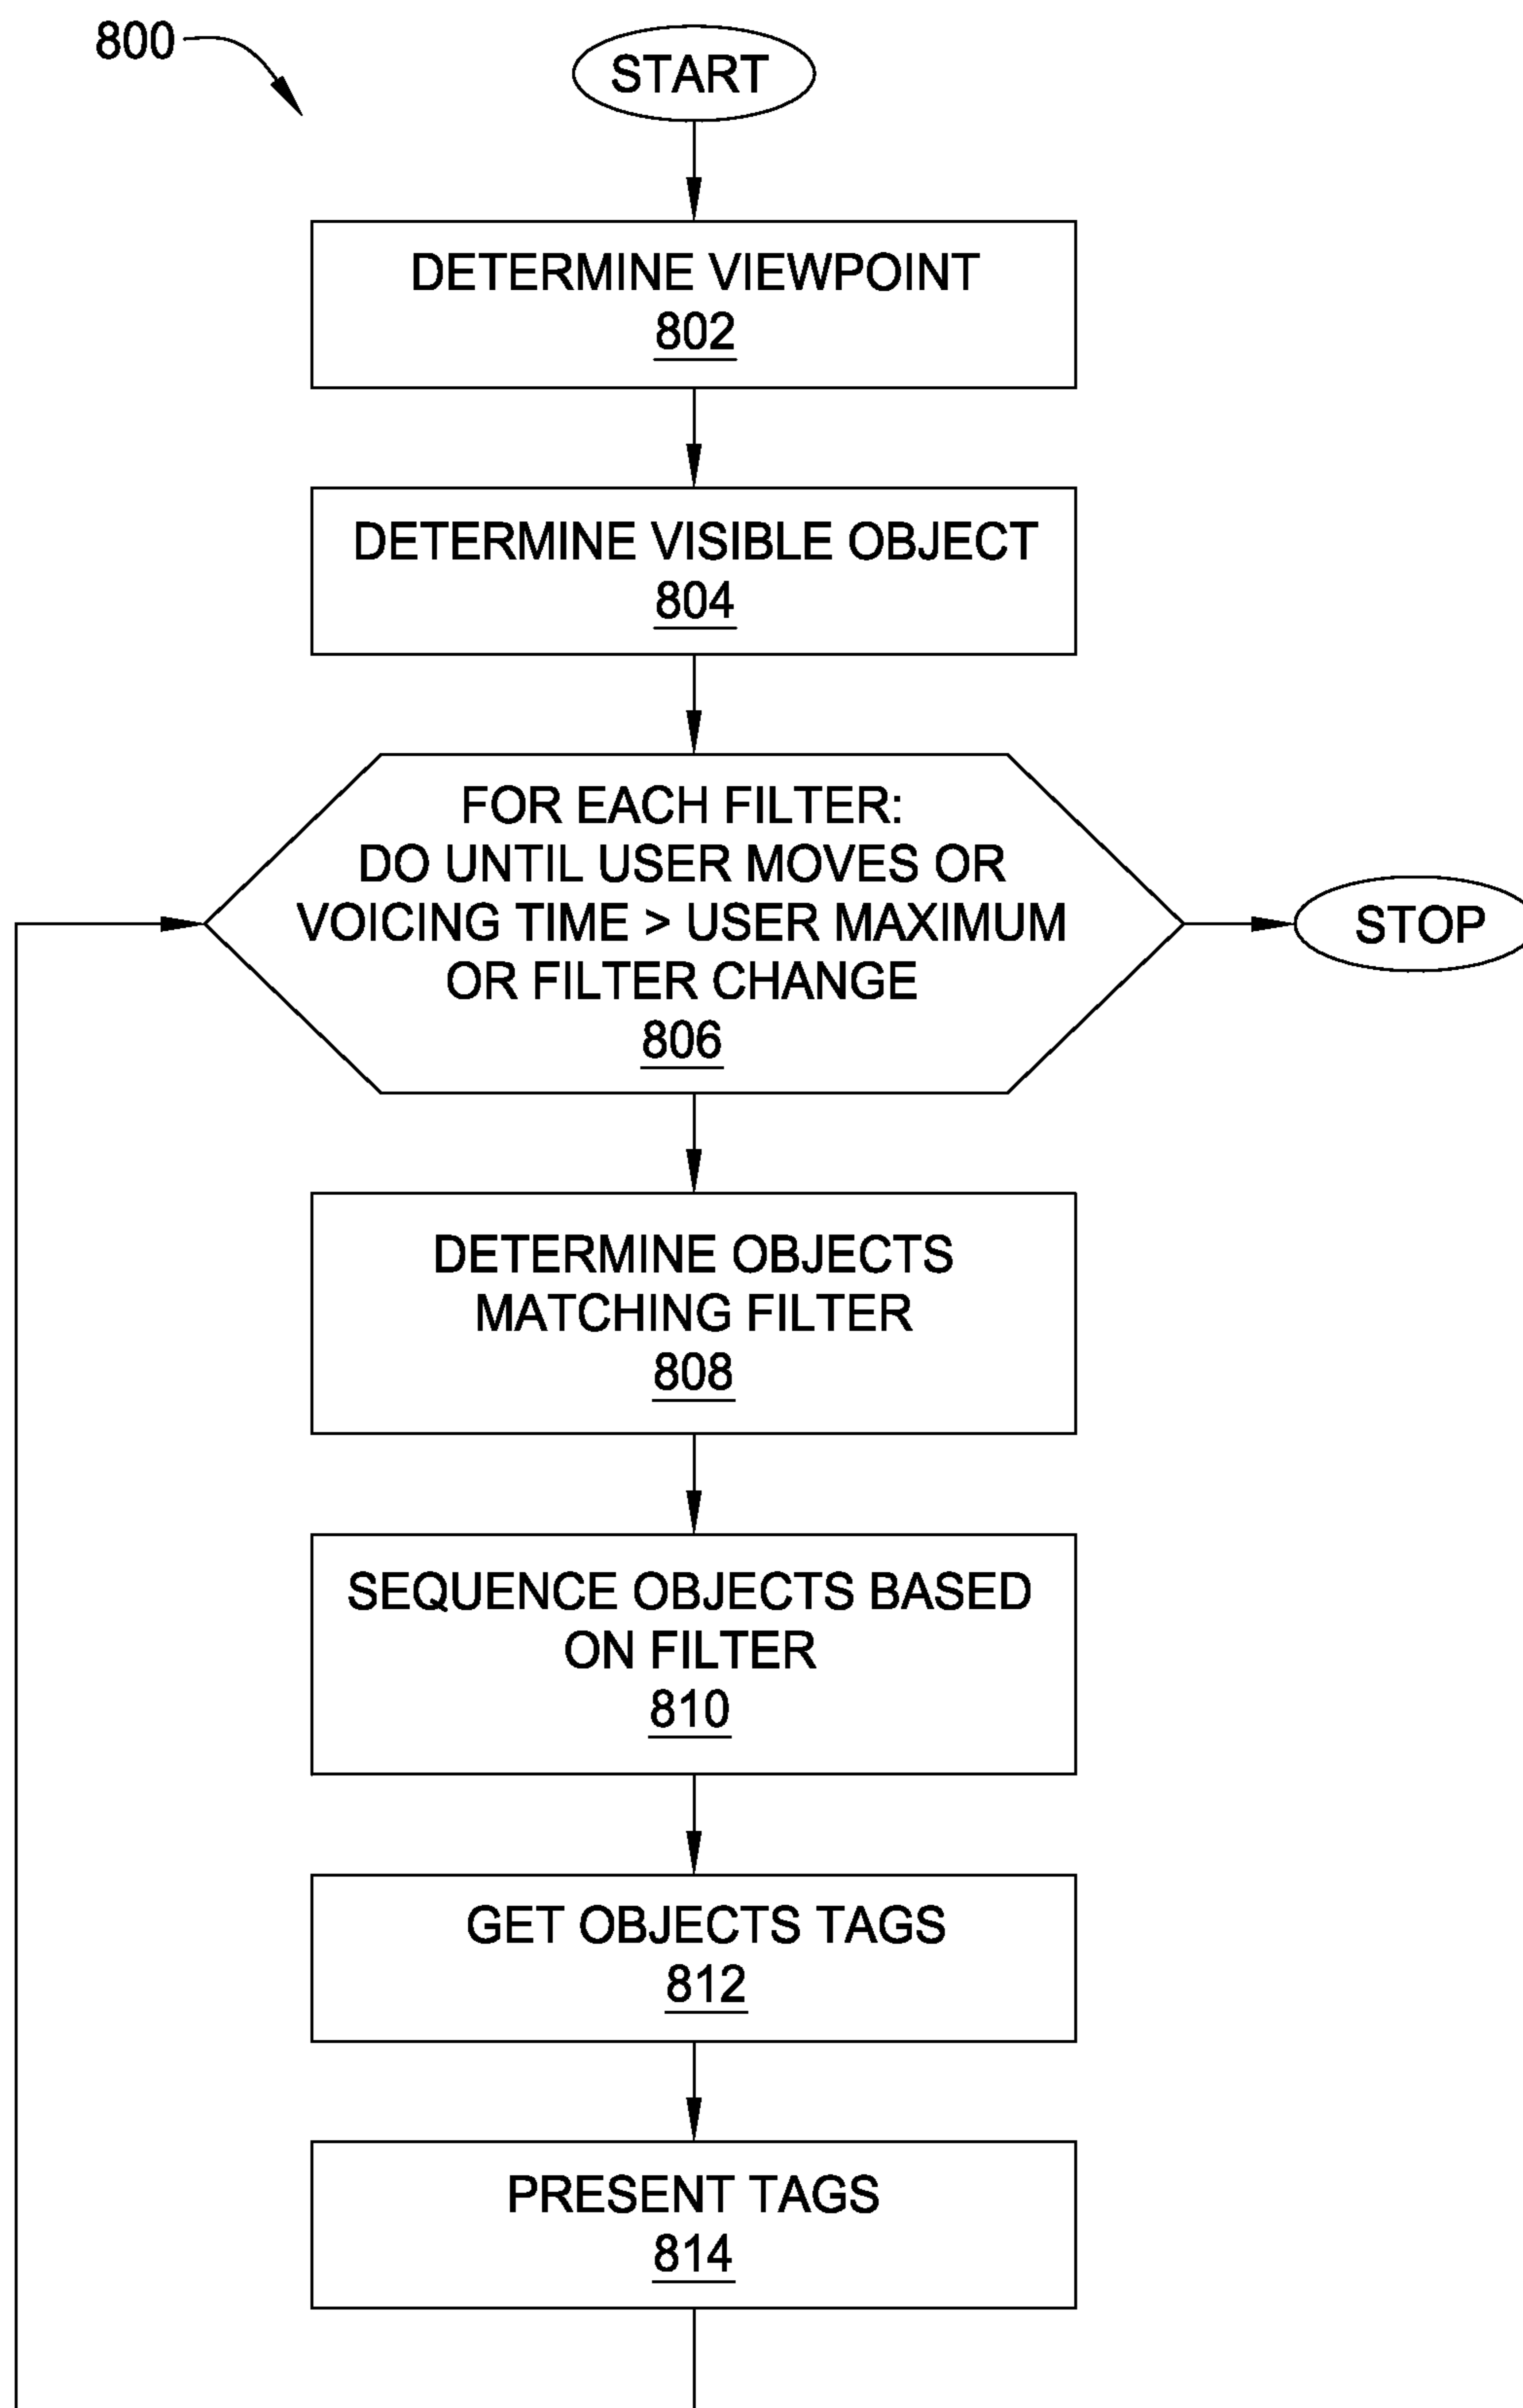 800
START
DETERMINE VIEWPOINT
802
DETERMINE VISIBLE OBJECT
804
FOR EACH FILTER:
DO UNTIL USER MOVES OR
VOICING TIME > USER MAXIMUM
OR FILTER CHANGE
806
STOP
DETERMINE OBJECTS
MATCHING FILTER
808
SEQUENCE OBJECTS BASED
ON FILTER
810
GET OBJECTS TAGS
812
PRESENT TAGS
814